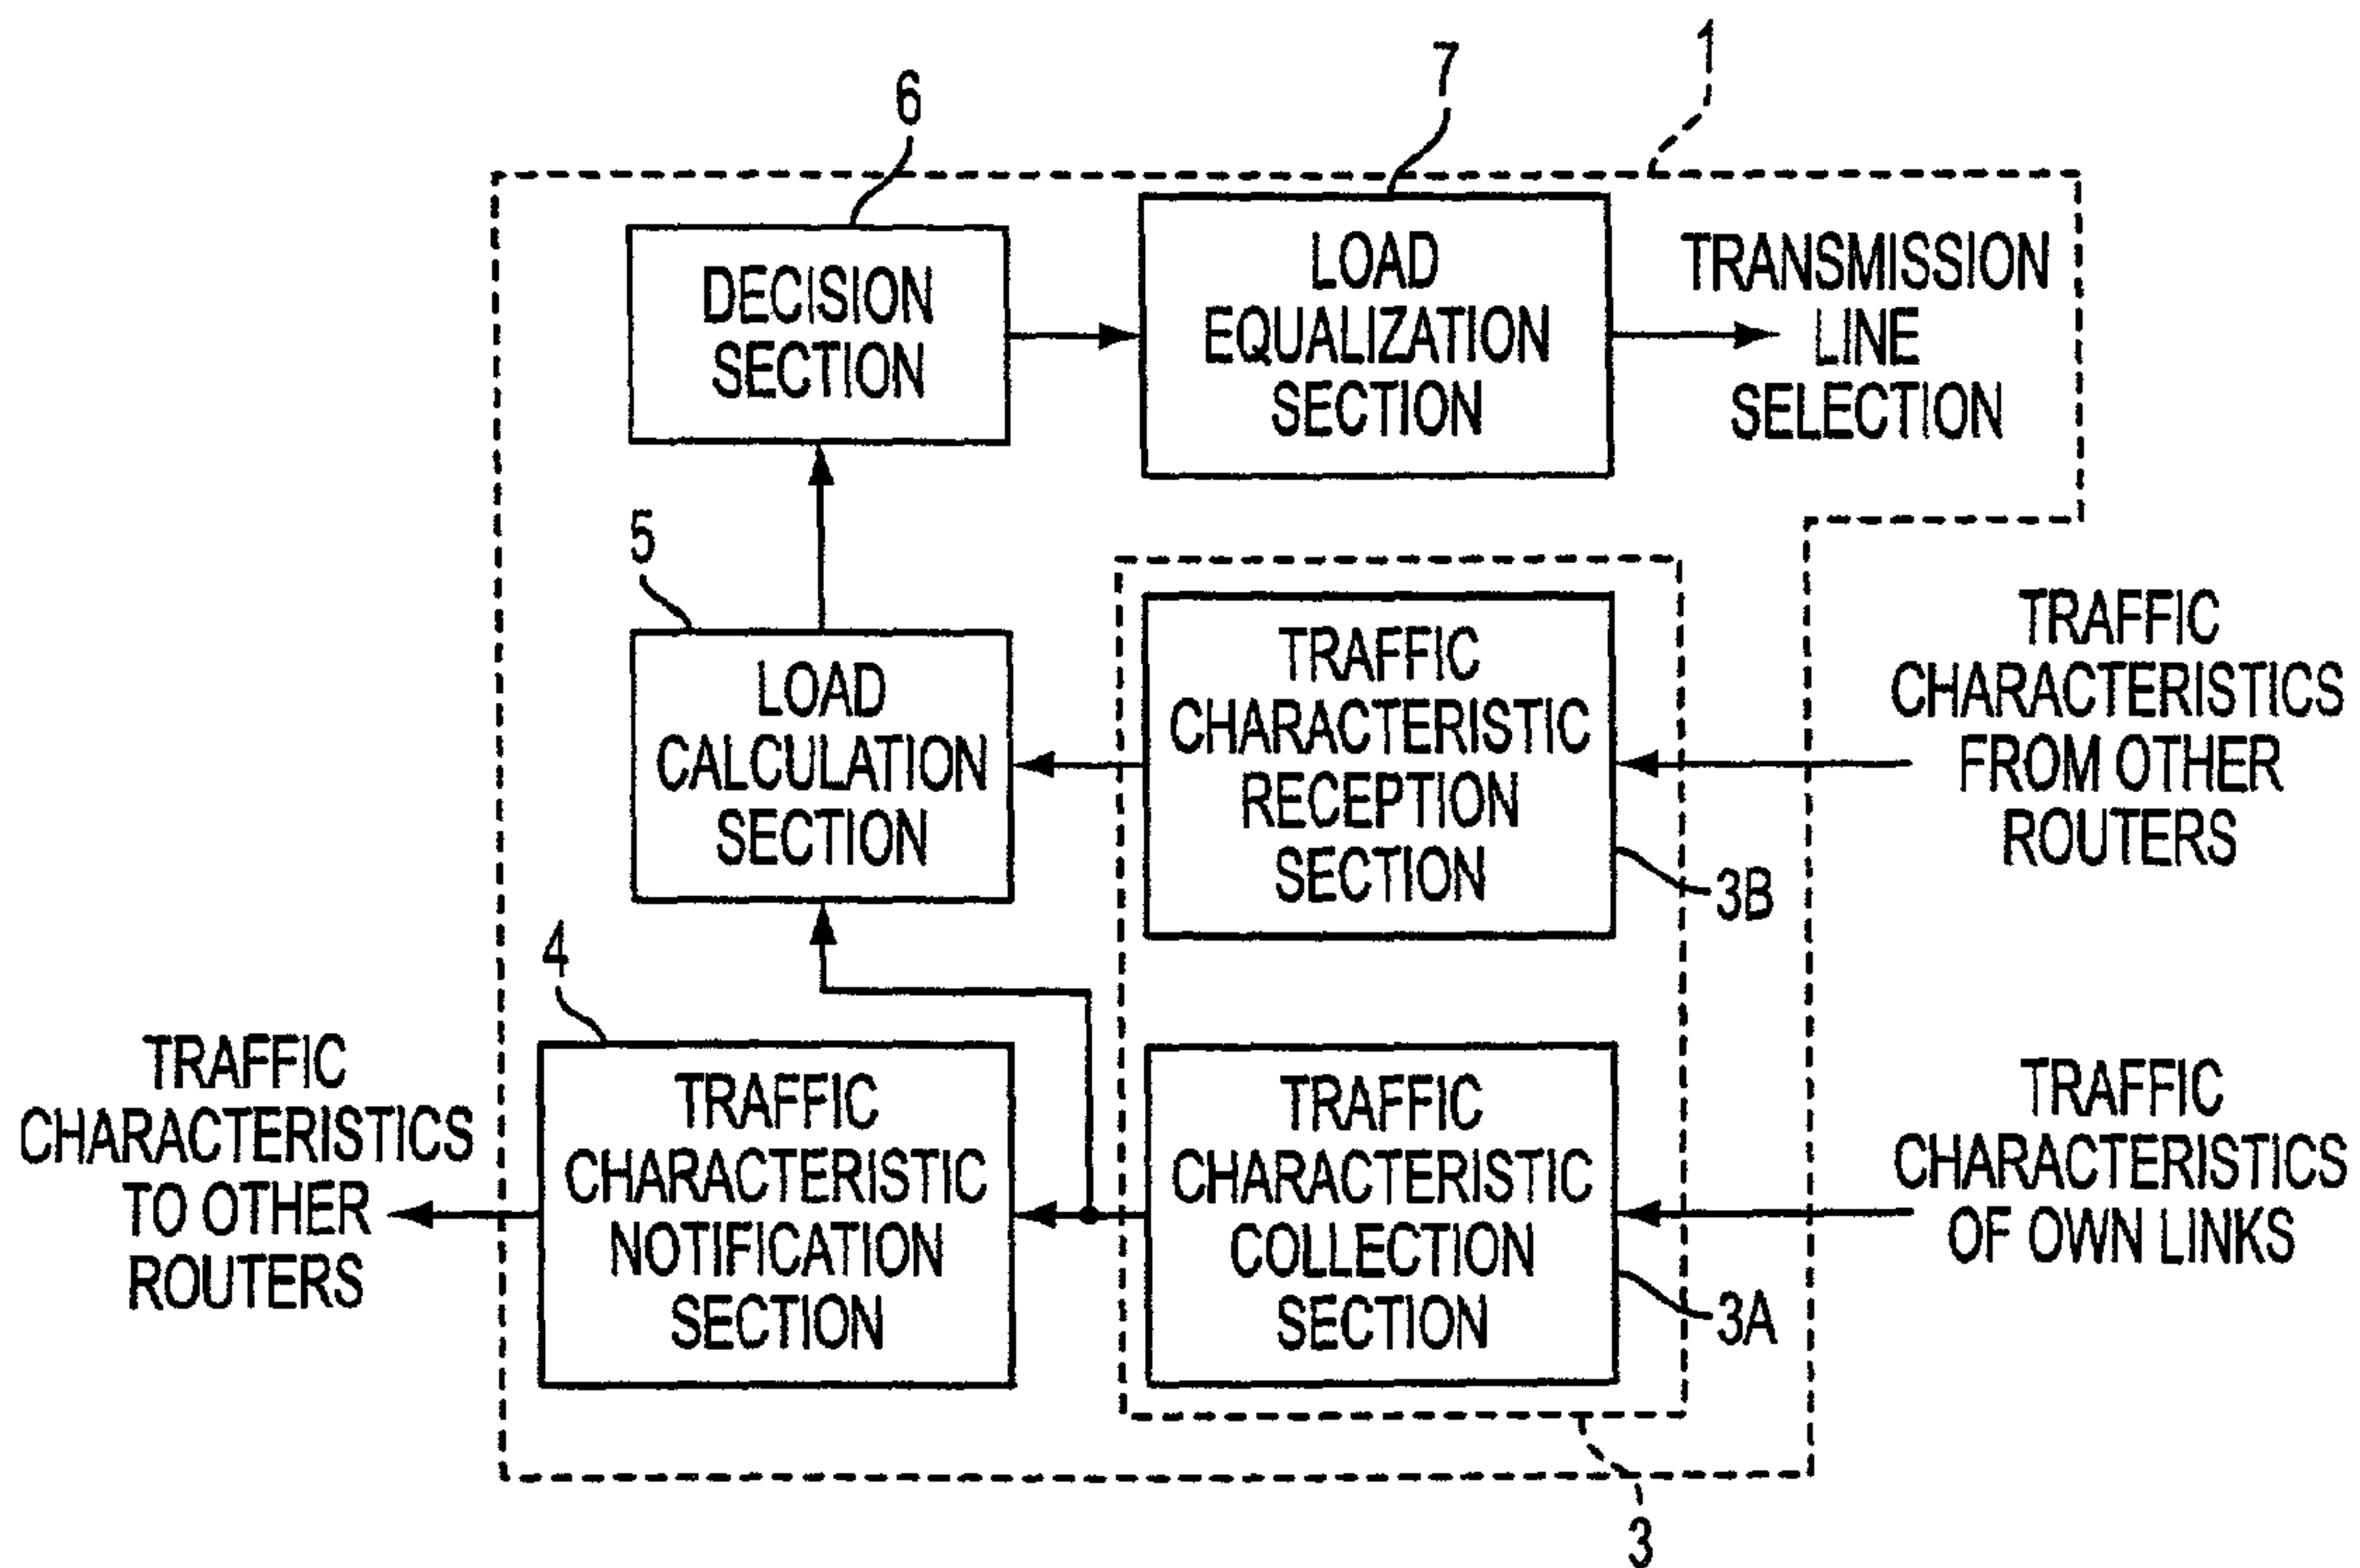 1
7
6
DECISION
SECTION
LOAD
EQUALIZATION
SECTION
TRANSMISSION
LINE
SELECTION
5
LOAD
CALCULATION
SECTION
TRAFFIC
CHARACTERISTIC
RECEPTION
SECTION
3B
TRAFFIC
CHARACTERISTICS
FROM OTHER
ROUTERS
4
TRAFFIC
CHARACTERISTICS
TO OTHER
ROUTERS
TRAFFIC
CHARACTERISTIC
NOTIFICATION
SECTION
TRAFFIC
CHARACTERISTIC
COLLECTION
SECTION
3A
TRAFFIC
CHARACTERISTICS
OF OWN LINKS
3